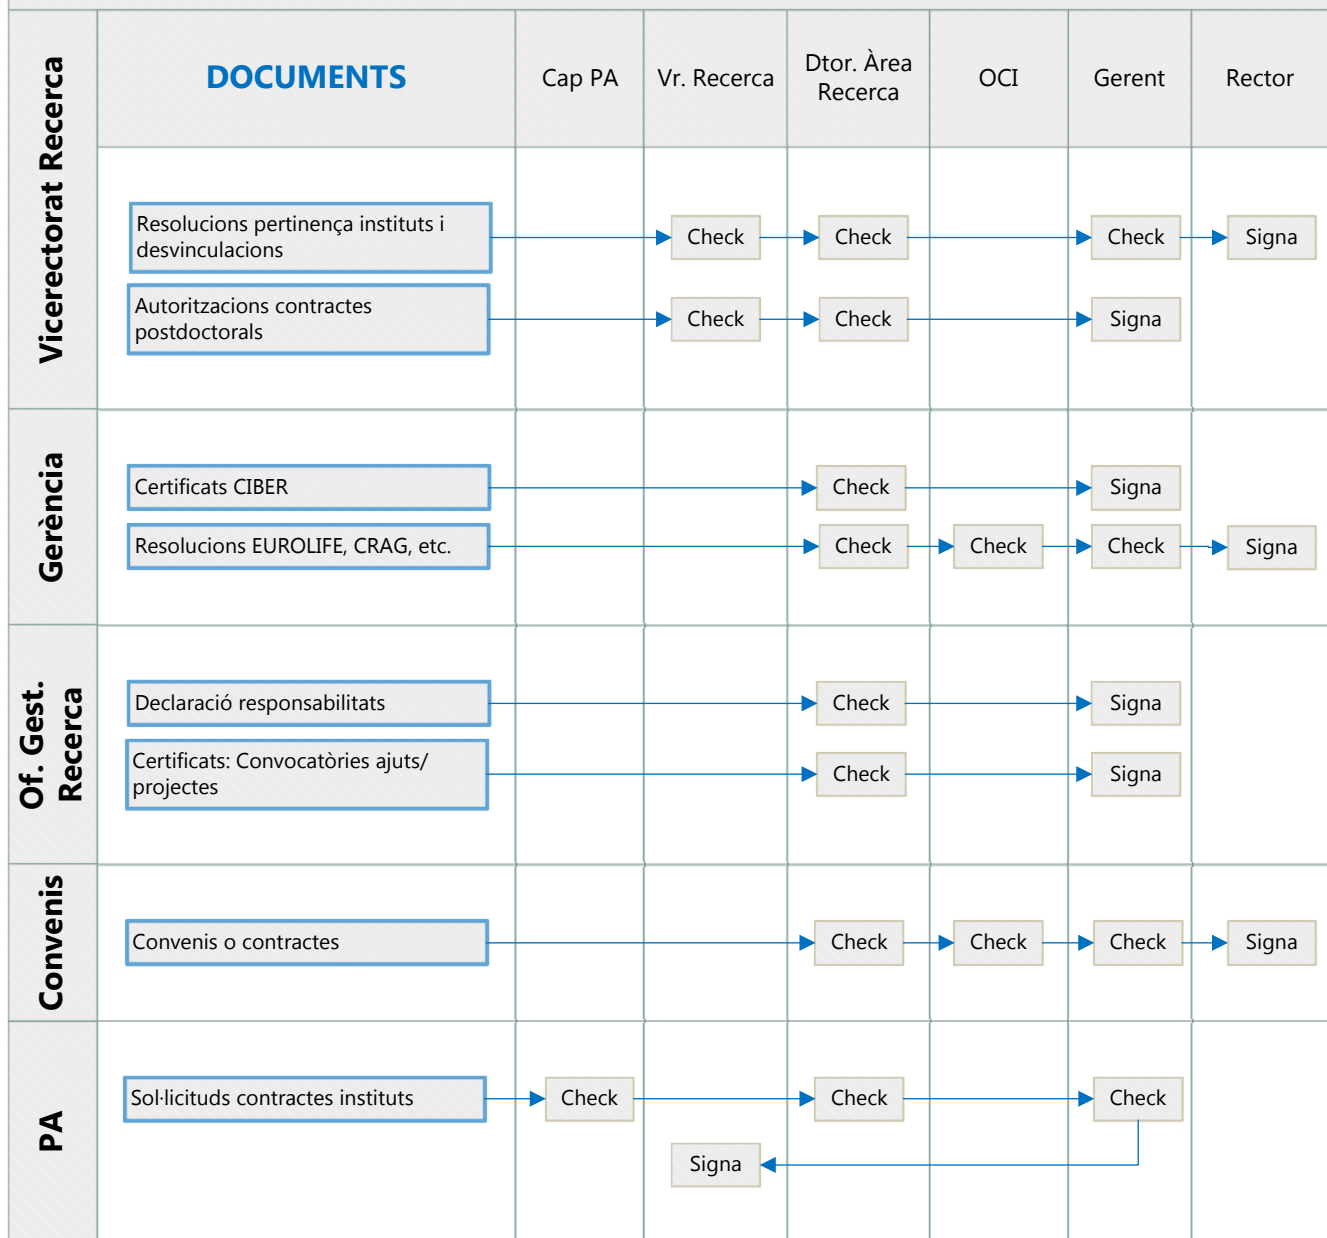 DOCUMENTS
Cap PA
Vr. Recerca
Dtor. Àrea
Recerca
OCI
Gerent
Rector
Vicerectorat Recerca
Resolucions pertinença instituts i
desvinculacions
Check
Check
Check
Signa
Autoritzacions contractes
postdoctorals
Check
Check
Signa
Gerència
Certificats CIBER
Check
Signa
Resolucions EUROLIFE, CRAG, etc.
Check
Check
Check
Signa
Of. Gest.
Recerca
Declaració responsabilitats
Check
Signa
Certificats: Convocatòries ajuts/
projectes
Check
Signa
Convenis
Convenis o contractes
Check
Check
Check
Signa
PA
Sol·licituds contractes instituts
Check
Check
Check
Signa